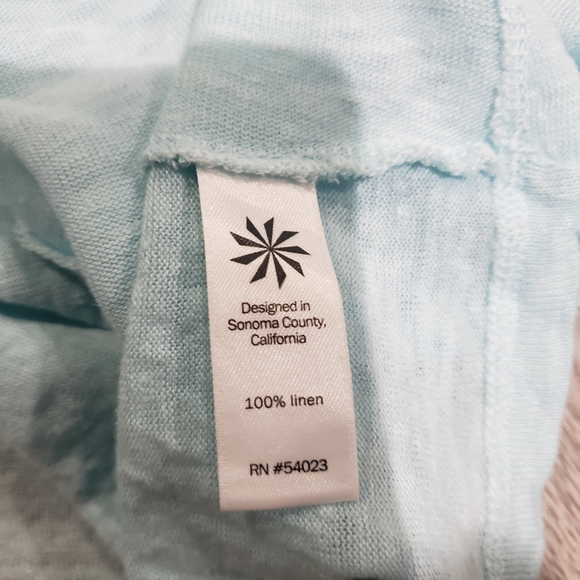 Designed in
Sonoma County,
California
100% linen
RN #54023